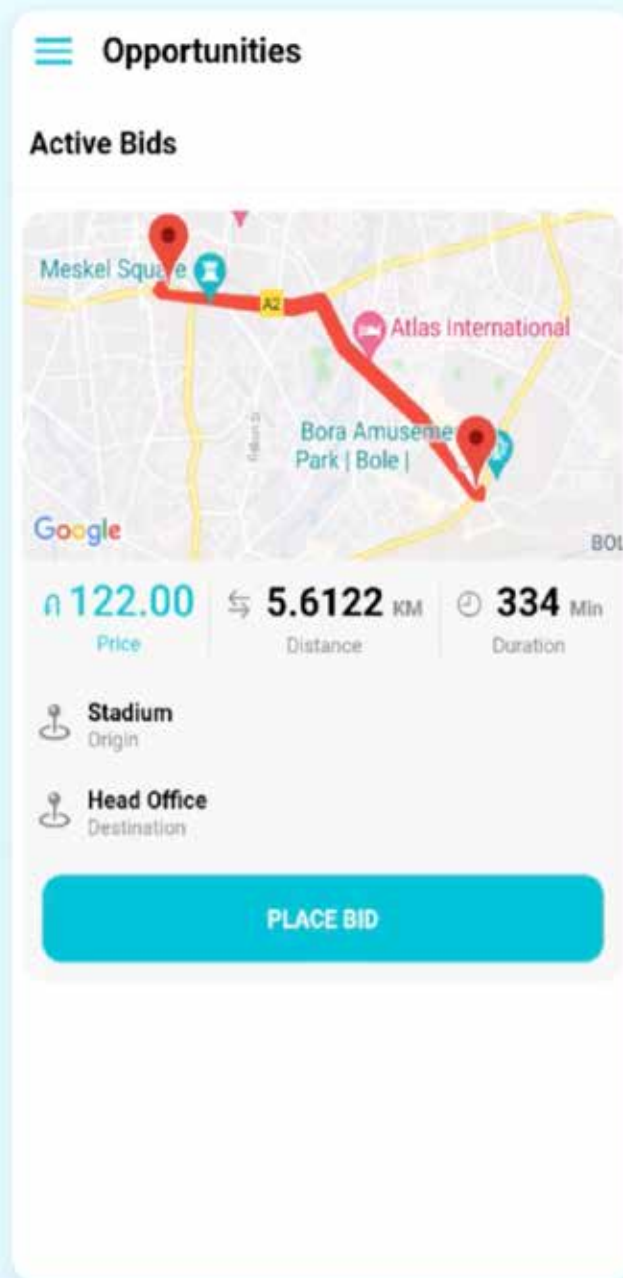 Opportunities
Active Bids
Meskel Square
A2
Atlas International
Bora Amuseme
Park | Bole |
Google
BOL
122.00
5.6122 KM
334 Min
Price
Distance
Duration
Stadium
Origin
Head Office
Destination
PLACE BID